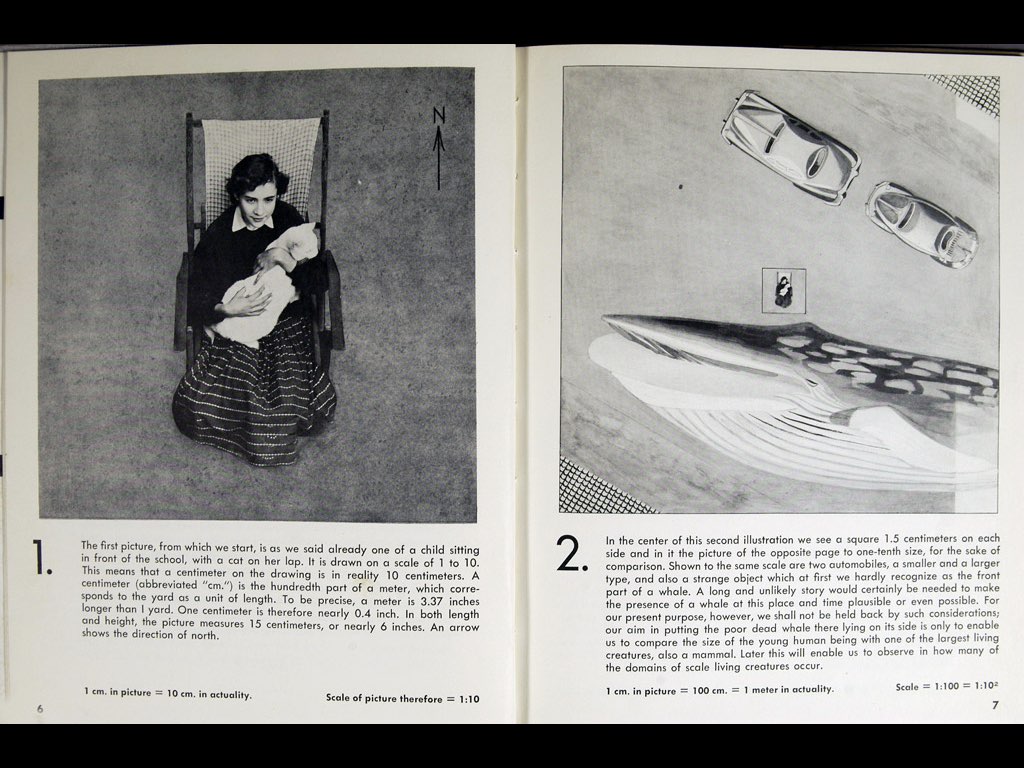 N
1.
The first picture, from which we start, is as we said already one of a child sitting
in front of the school, with a cat on her lap. It is drawn on a scale of 1 to 10.
This means that a centimeter on the drawing is in reality 10 centimeters. A
centimeter (abbreviated "cm.") is the hundredth part of a meter, which corre-
sponds to the yard as a unit of length. To be precise, a meter is 3.37 inches
longer than 1 yard. One centimeter is therefore nearly 0.4 inch. In both length
and height, the picture measures 15 centimeters, or nearly 6 inches. An arrow
shows the direction of north.
1 cm. in picture = 10 cm. in actuality.
Scale of picture therefore = 1:10
6
2.
In the center of this second illustration we see a square 1.5 centimeters on each
side and in it the picture of the opposite page to one-tenth size, for the sake of
comparison. Shown to the same scale are two automobiles, a smaller and a larger
type, and also a strange object which at first we hardly recognize as the front
part of a whale. A long and unlikely story would certainly be needed to make
the presence of a whale at this place and time plausible or even possible. For
our present purpose, however, we shall not be held back by such considerations;
our aim in putting the poor dead whale there lying on its side is only to enable
us to compare the size of the young human being with one of the largest living
creatures, also a mammal. Later this will enable us to observe in how many of
the domains of scale living creatures occur.
1 cm. in picture = 100 cm. = 1 meter in actuality.
Scale = 1:100 = 1:10²
7